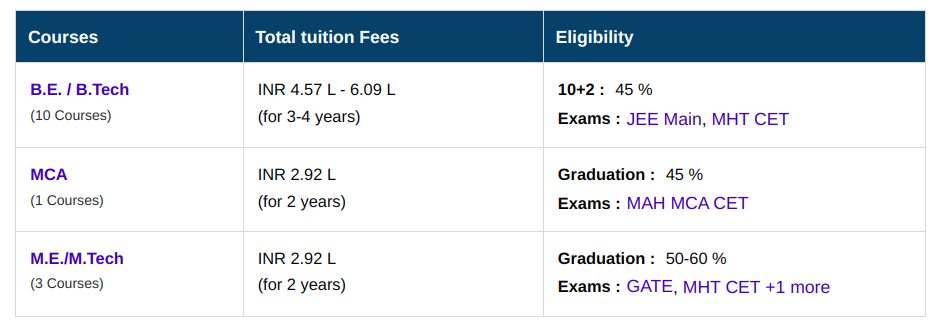 Courses Total tuition Fees Eligibility
B.E. / B.Tech INR 4.57 L - 6.09 L 10+2 : 45 %
(10 Courses) (for 3-4 years) Exams : JEE Main, MHT CET
MCA INR 2.92 L Graduation : 45 %
(1 Courses) (for 2 years) Exams : MAH MCA CET
M.E./M.Tech INR 2.92 L Graduation : 50-60 %
(3 Courses) (for 2 years) Exams : GATE, MHT CET +1 more